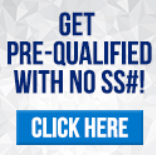 GET
PRE-QUALIFIED
WITH NO SS#!
CLICK HERE